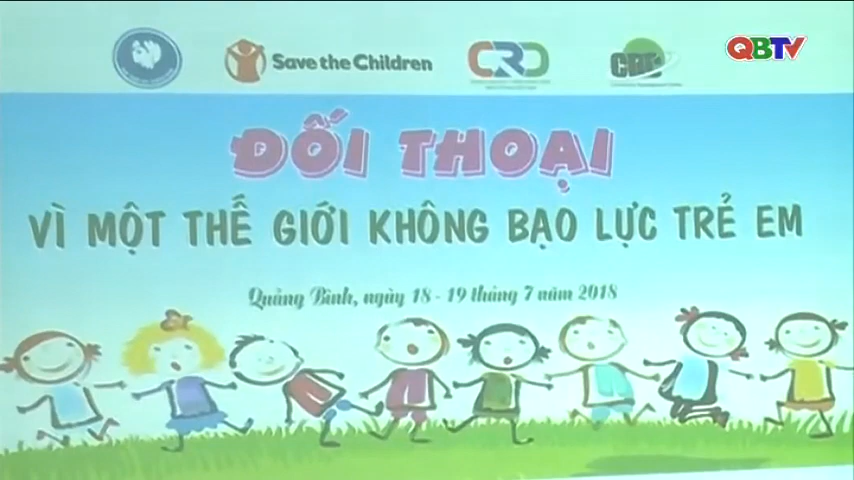 QBTV
Save the Children
CRD
ĐỐI THOẠI
VÌ MỘT THẾ GIỚI KHÔNG BẠO LỰC TRẺ EM
Quảng Bình, ngày 18 - 19 tháng 7 năm 2018